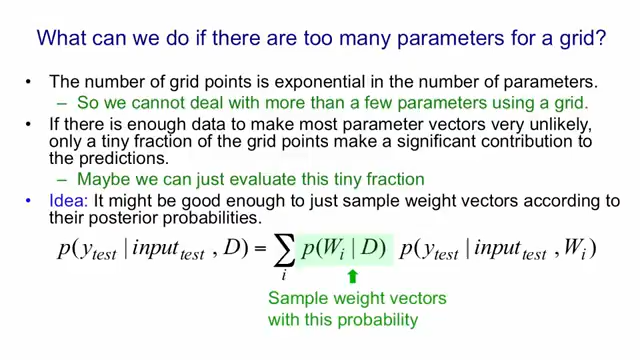 What can we do if there are too many parameters for a grid?
• The number of grid points is exponential in the number of parameters.
– So we cannot deal with more than a few parameters using a grid.
• If there is enough data to make most parameter vectors very unlikely,
only a tiny fraction of the grid points make a significant contribution to
the predictions.
– Maybe we can just evaluate this tiny fraction
• Idea: It might be good enough to just sample weight vectors according to
their posterior probabilities.
p( y_test | input_test , D) = ∑_i p(W_i | D) p( y_test | input_test , W_i )
Sample weight vectors
with this probability